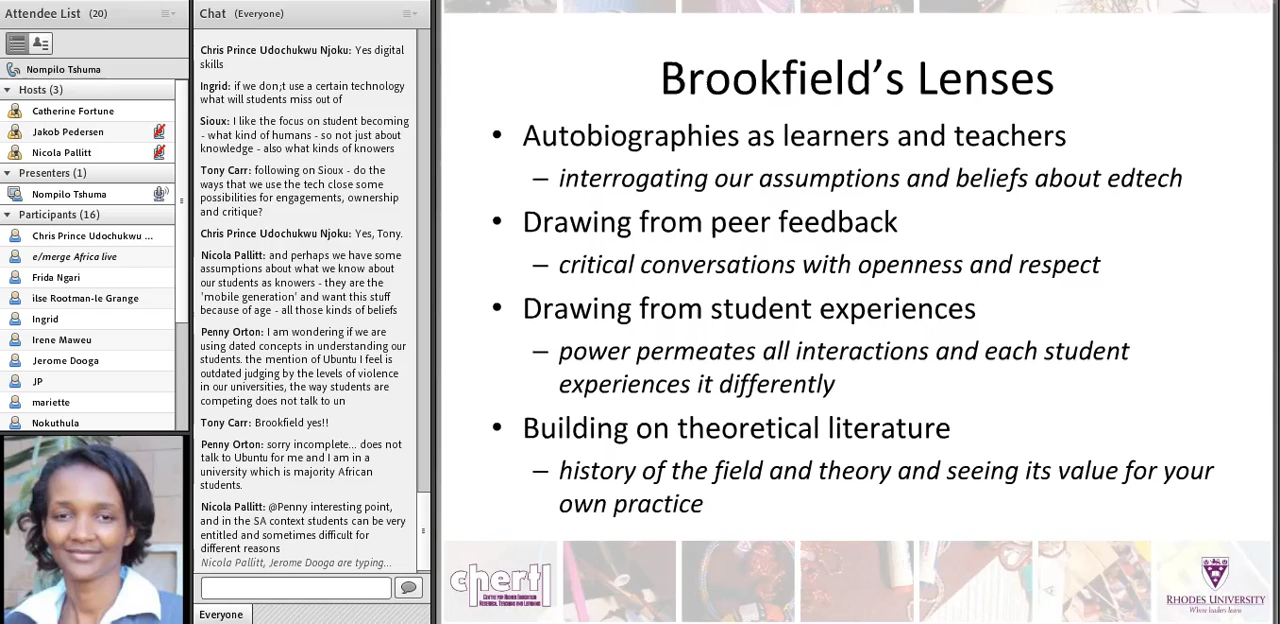 Attendee List (20)
Nompilo Tshuma
Hosts (3)
Catherine Fortune
Jakob Pedersen
Nicola Pallitt
Presenters (1)
Nompilo Tshuma
Participants (16)
Chris Prince Udochukwu ...
e/merge Africa live
Frida Ngari
ilse Rootman-le Grange
Ingrid
Irene Maweu
Jerome Dooga
JP
mariette
Nokuthula
Chat (Everyone)
Chris Prince Udochukwu Njoku: Yes digital
skills
Ingrid: if we don;t use a certain technology
what will students miss out of
Sioux: I like the focus on student becoming
- what kind of humans - so not just about
knowledge - also what kinds of knowers
Tony Carr: following on Sioux - do the
ways that we use the tech close some
possibilities for engagements, ownership
and critique?
Chris Prince Udochukwu Njoku: Yes, Tony.
Nicola Pallitt: and perhaps we have some
assumptions about what we know about
our students as knowers - they are the
'mobile generation' and want this stuff
because of age - all those kinds of beliefs
Penny Orton: I am wondering if we are
using dated concepts in understanding our
students. the mention of Ubuntu I feel is
outdated judging by the levels of violence
in our universities, the way students are
competing does not talk to un
Tony Carr: Brookfield yes!!
Penny Orton: sorry incomplete... does not
talk to Ubuntu for me and I am in a
university which is majority African
students.
Nicola Pallitt: @Penny interesting point,
and in the SA context students can be very
entitled and sometimes difficult for
different reasons
Nicola Pallitt, Jerome Dooga are typing...
Everyone
Brookfield’s Lenses
• Autobiographies as learners and teachers
– interrogating our assumptions and beliefs about edtech
• Drawing from peer feedback
– critical conversations with openness and respect
• Drawing from student experiences
– power permeates all interactions and each student
experiences it differently
• Building on theoretical literature
– history of the field and theory and seeing its value for your
own practice
chertl
Centre for Higher Education
Research, Teaching and Learning
RHODES UNIVERSITY
Where leaders learn